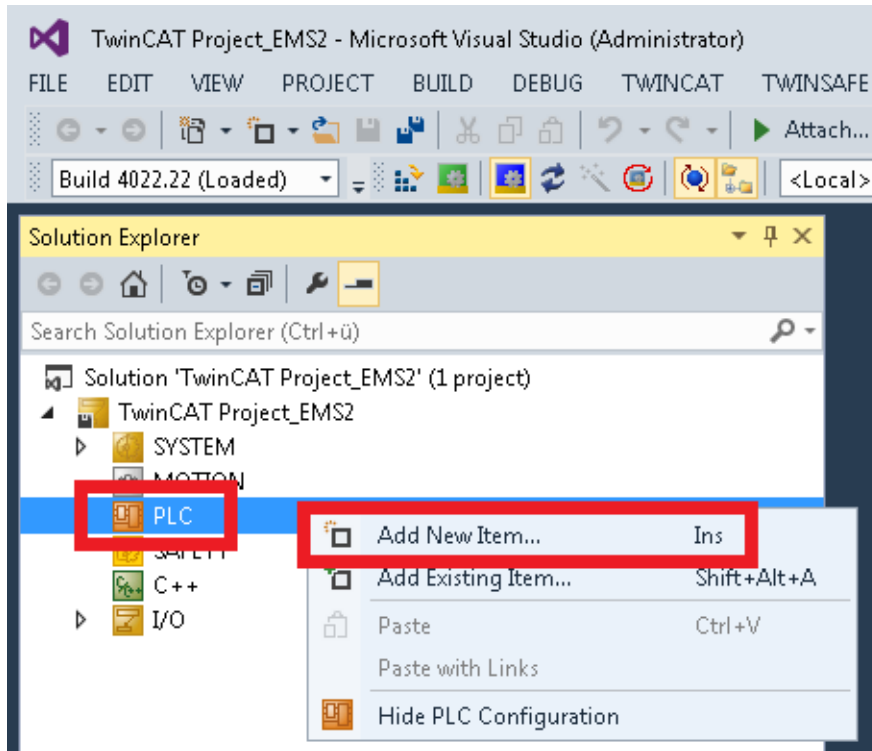 TwinCAT Project_EMS2 - Microsoft Visual Studio (Administrator)
FILE EDIT VIEW PROJECT BUILD DEBUG TWINCAT TWINSAFE
Attach...
Build 4022.22 (Loaded) <Local>
Solution Explorer
Search Solution Explorer (Ctrl+ü)
Solution 'TwinCAT Project_EMS2' (1 project)
TwinCAT Project_EMS2
SYSTEM
MOTION
PLC
Add New Item... Ins
SAFETY
Add Existing Item... Shift+Alt+A
C++
I/O
Paste Ctrl+V
Paste with Links
Hide PLC Configuration